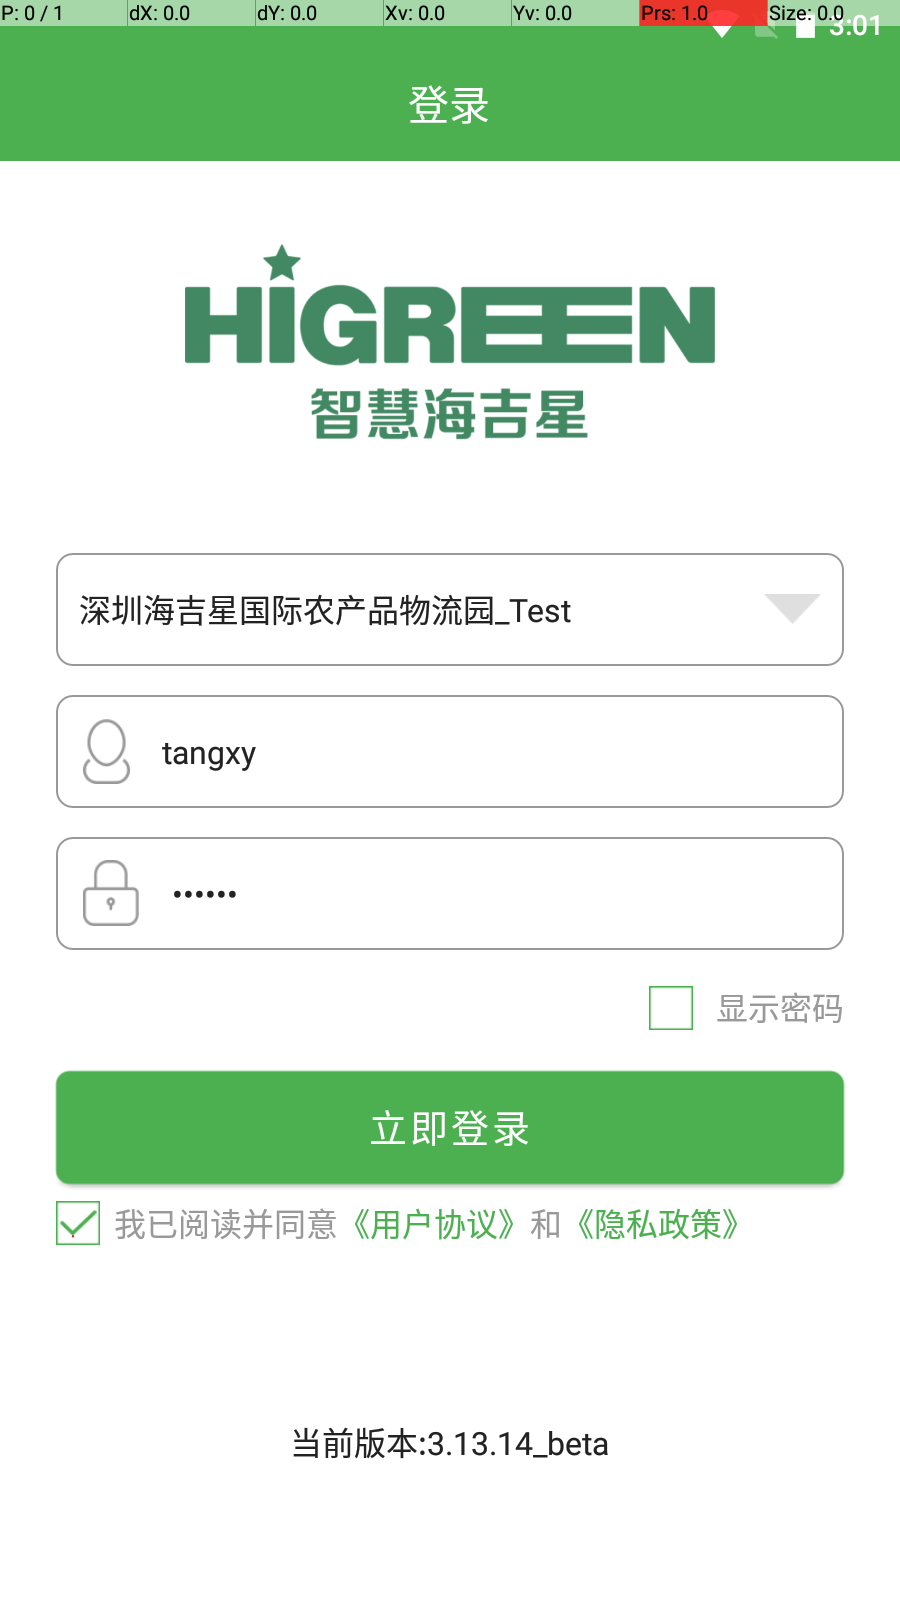 P: 0 / 1 dX: 0.0 dY: 0.0 Xv: 0.0 Yv: 0.0 Prs: 1.0 Size: 0.0
3:01
登录
HIGREEN
智慧海吉星
深圳海吉星国际农产品物流园_Test
tangxy
••••••
显示密码
立即登录
我已阅读并同意《用户协议》和《隐私政策》
当前版本:3.13.14_beta